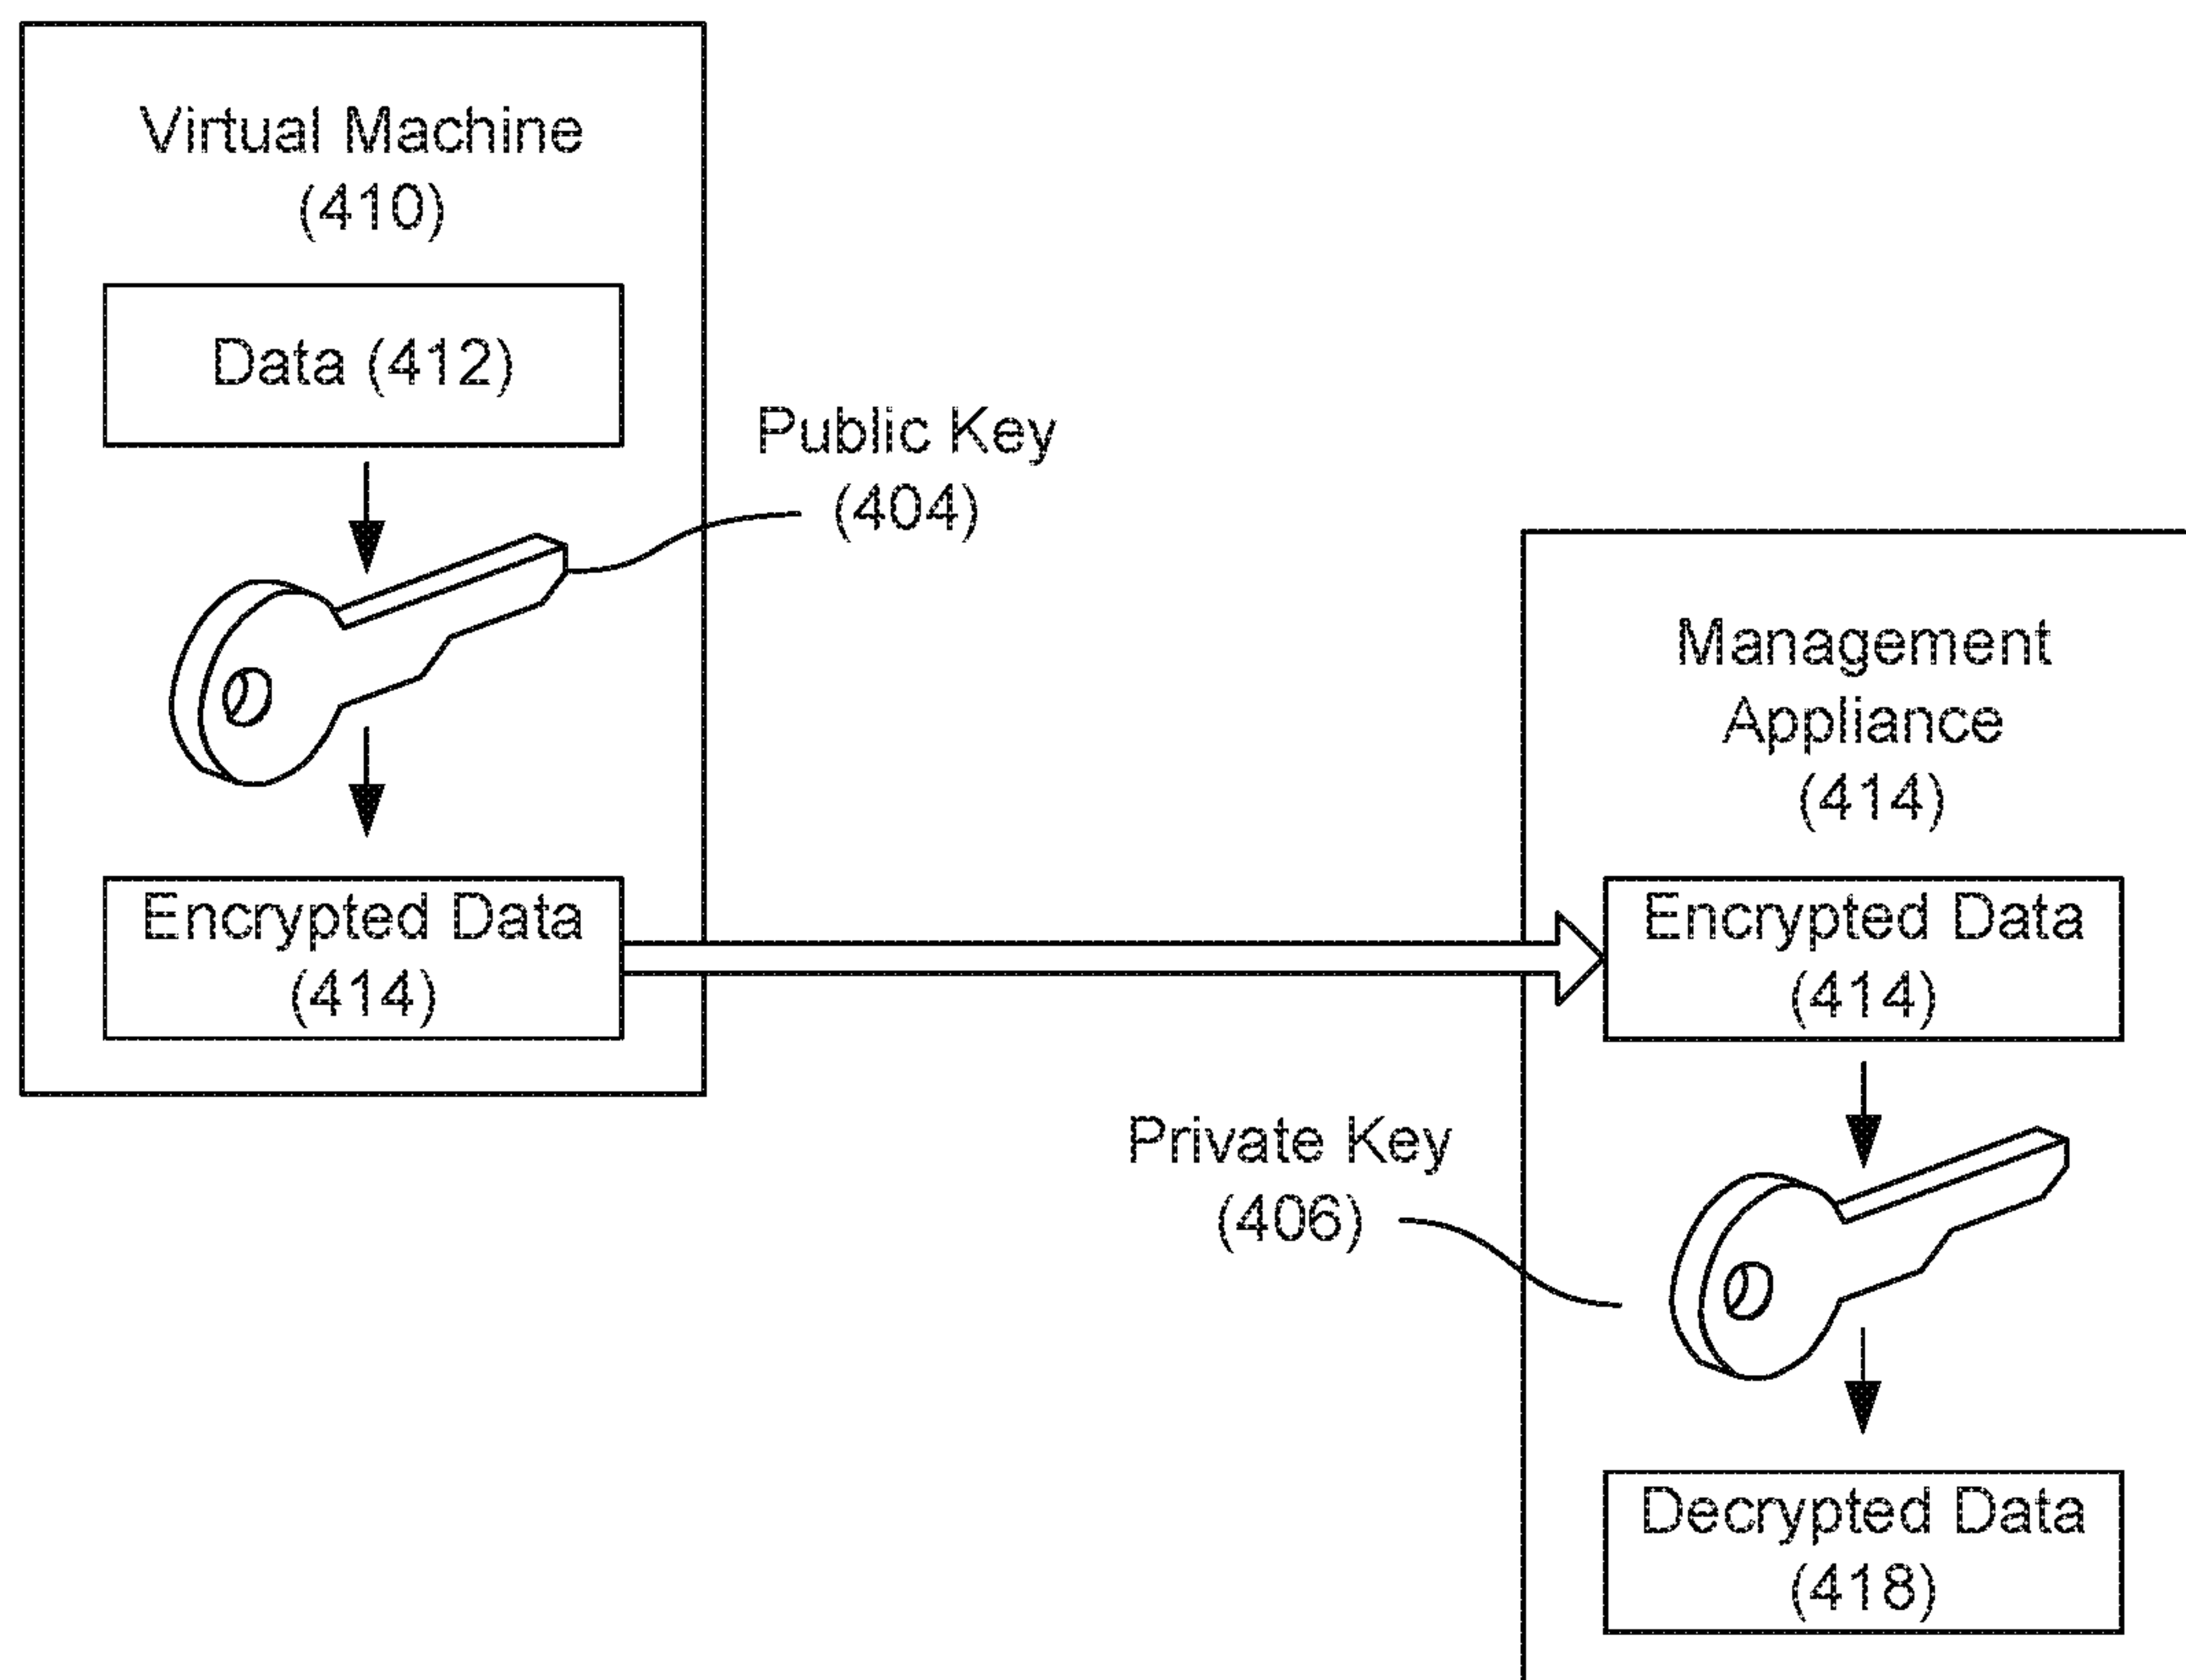 Virtual Machine
(410)
Data (412)
Public Key
(404)
Encrypted Data
(414)
Management
Appliance
(414)
Encrypted Data
(414)
Private Key
(406)
Decrypted Data
(418)